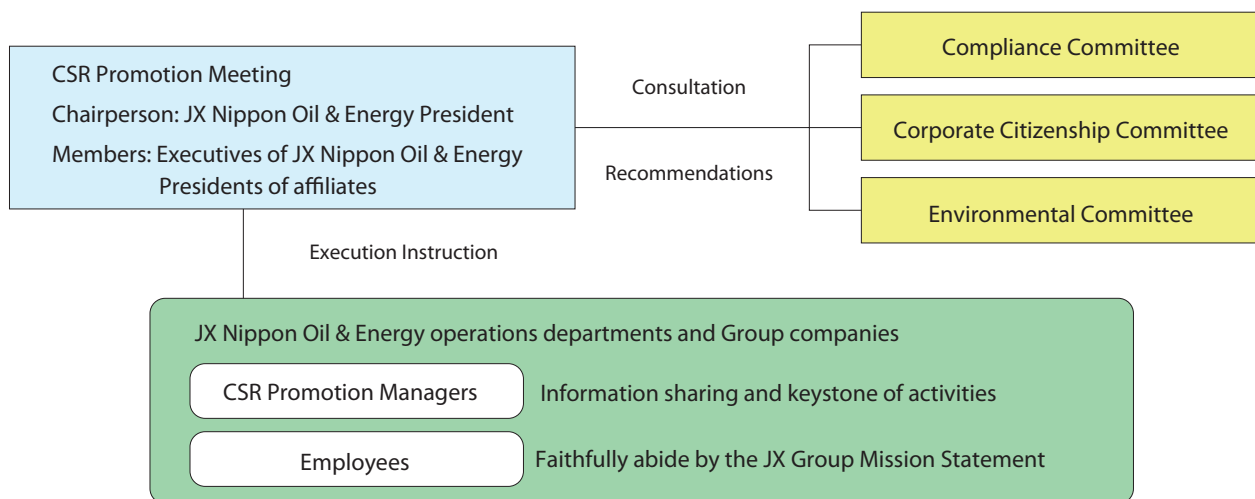 CSR Promotion Meeting
Chairperson: JX Nippon Oil & Energy President
Members: Executives of JX Nippon Oil & Energy
Presidents of affiliates
Consultation
Recommendations
Compliance Committee
Corporate Citizenship Committee
Environmental Committee
Execution Instruction
JX Nippon Oil & Energy operations departments and Group companies
CSR Promotion Managers
Information sharing and keystone of activities
Employees
Faithfully abide by the JX Group Mission Statement